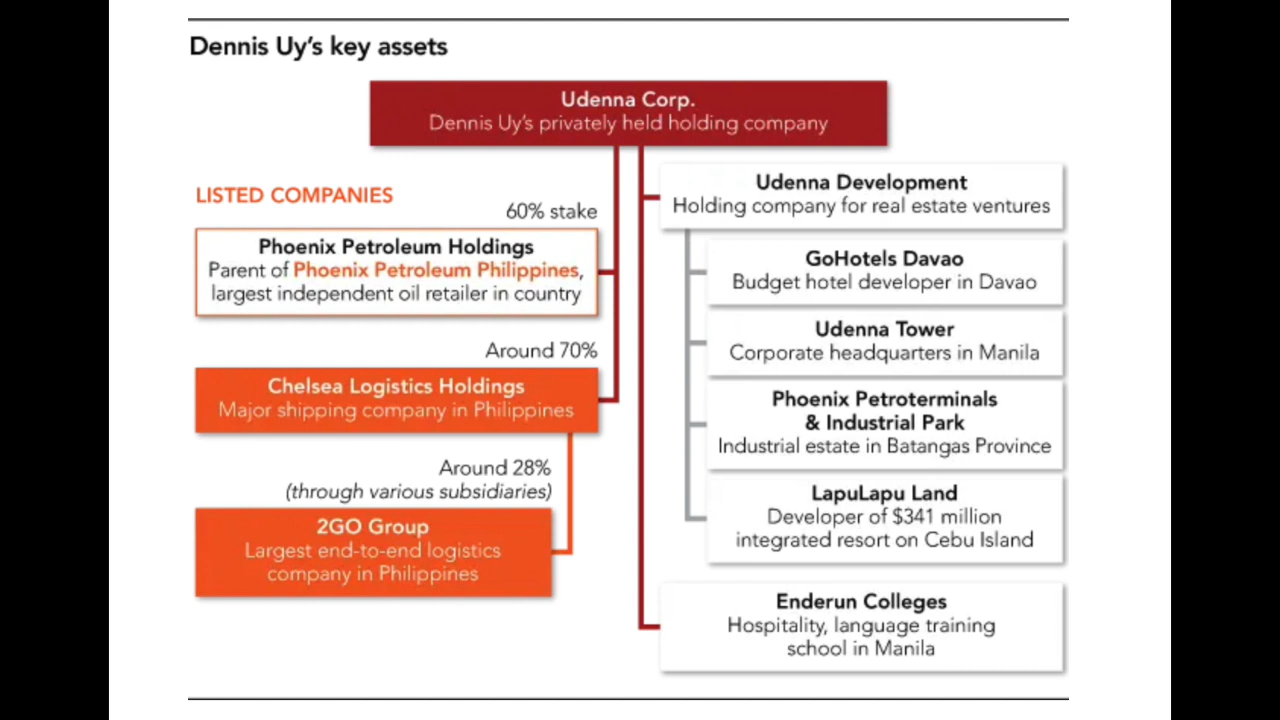 Dennis Uy's key assets
Udenna Corp.
Dennis Uy's privately held holding company
LISTED COMPANIES
60% stake
Phoenix Petroleum Holdings
Parent of Phoenix Petroleum Philippines,
largest independent oil retailer in country
Around 70%
Chelsea Logistics Holdings
Major shipping company in Philippines
Around 28%
(through various subsidiaries)
2GO Group
Largest end-to-end logistics
company in Philippines
Udenna Development
Holding company for real estate ventures
GoHotels Davao
Budget hotel developer in Davao
Udenna Tower
Corporate headquarters in Manila
Phoenix Petroterminals
& Industrial Park
Industrial estate in Batangas Province
LapuLapu Land
Developer of $341 million
integrated resort on Cebu Island
Enderun Colleges
Hospitality, language training
school in Manila